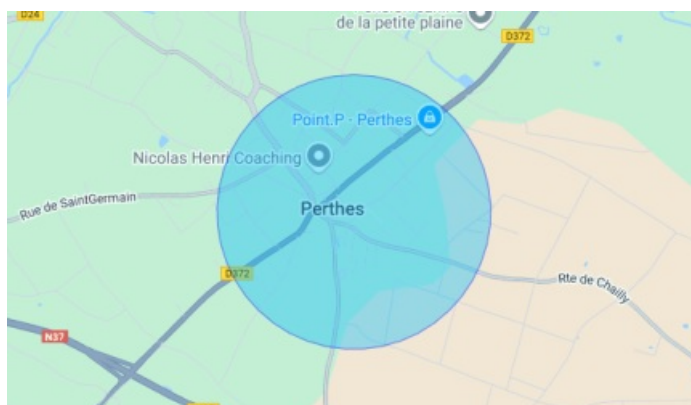 D24
de la petite plaine
D372
Point.P - Perthes
Nicolas Henri Coaching
Rue de SaintGermain
Perthes
D372
Rte de Chailly
N37